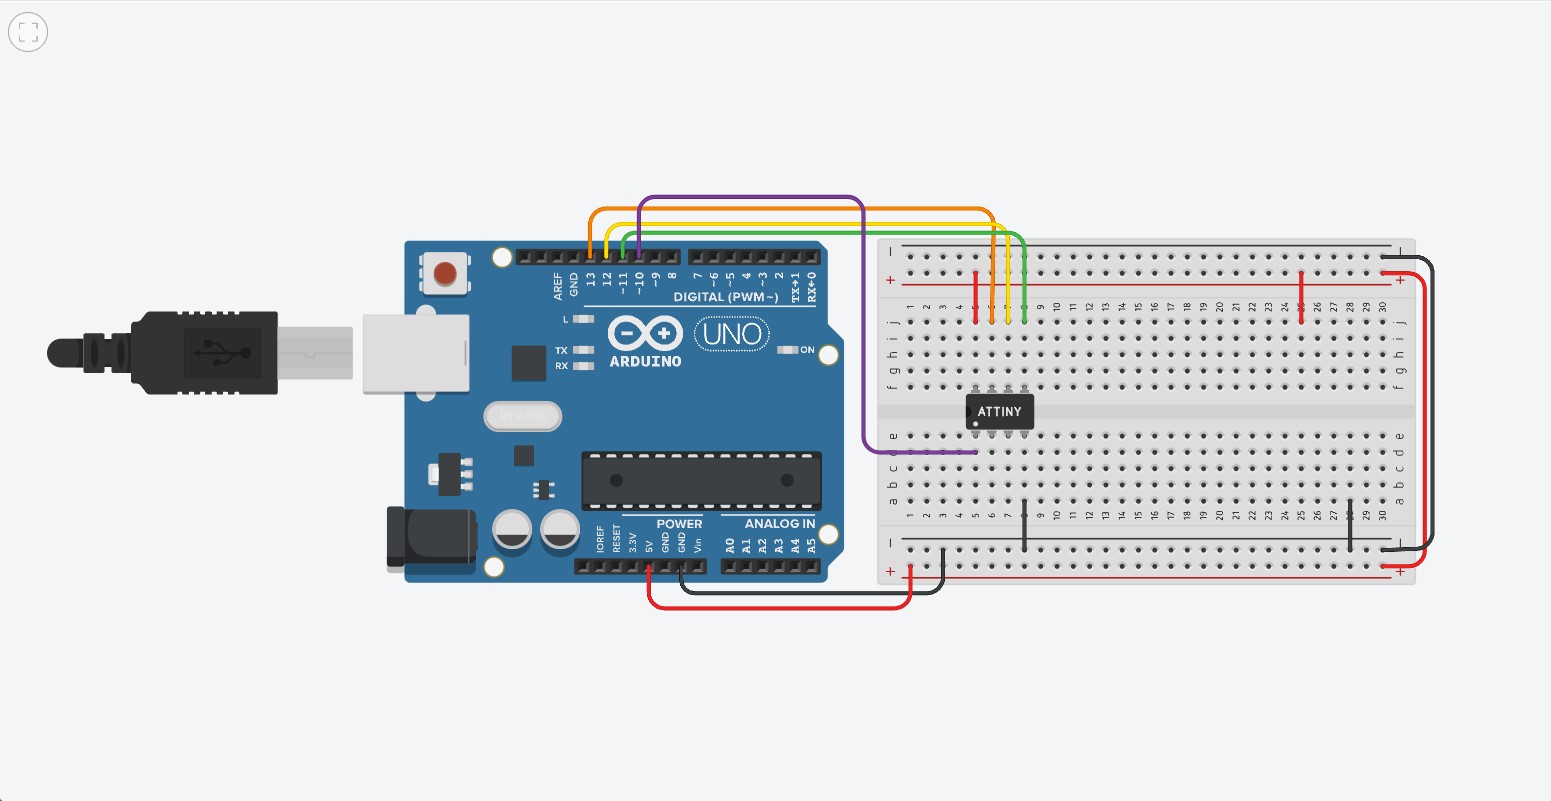 AREF
GND
13
12
~11
~10
~9
8
7
~6
~5
4
~3
2
TX→1
RX←0
DIGITAL (PWM~)
L
TX
RX
ARDUINO
UNO
ON
IOREF
RESET
3.3V
5V
GND
GND
Vin
POWER
ANALOG IN
A0
A1
A2
A3
A4
A5
ATTINY
− −
+ +
1 2 3 4 5 6 7 8 9 10 11 12 13 14 15 16 17 18 19 20 21 22 23 24 25 26 27 28 29 30
j j
i i
h h
g g
f f
e e
d d
c c
b b
a a
1 2 3 4 5 6 7 8 9 10 11 12 13 14 15 16 17 18 19 20 21 22 23 24 25 26 27 28 29 30
− −
+ +